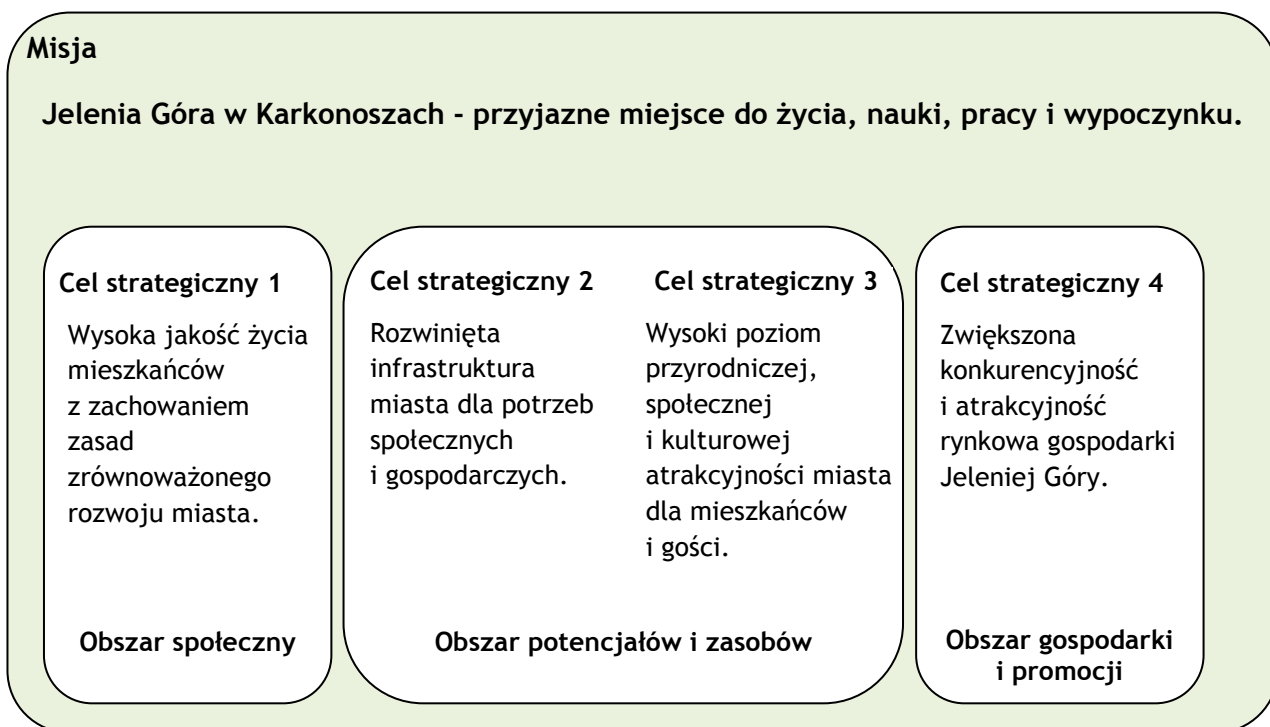 Misja
Jelenia Góra w Karkonoszach - przyjazne miejsce do życia, nauki, pracy i wypoczynku.
Cel strategiczny 1
Wysoka jakość życia
mieszkańców
z zachowaniem
zasad
zrównoważonego
rozwoju miasta.
Obszar społeczny
Cel strategiczny 2
Rozwinięta
infrastruktura
miasta dla potrzeb
społecznych
i gospodarczych.
Cel strategiczny 3
Wysoki poziom
przyrodniczej,
społecznej
i kulturowej
atrakcyjności miasta
dla mieszkańców
i gości.
Obszar potencjałów i zasobów
Cel strategiczny 4
Zwiększona
konkurencyjność
i atrakcyjność
rynkowa gospodarki
Jeleniej Góry.
Obszar gospodarki
i promocji